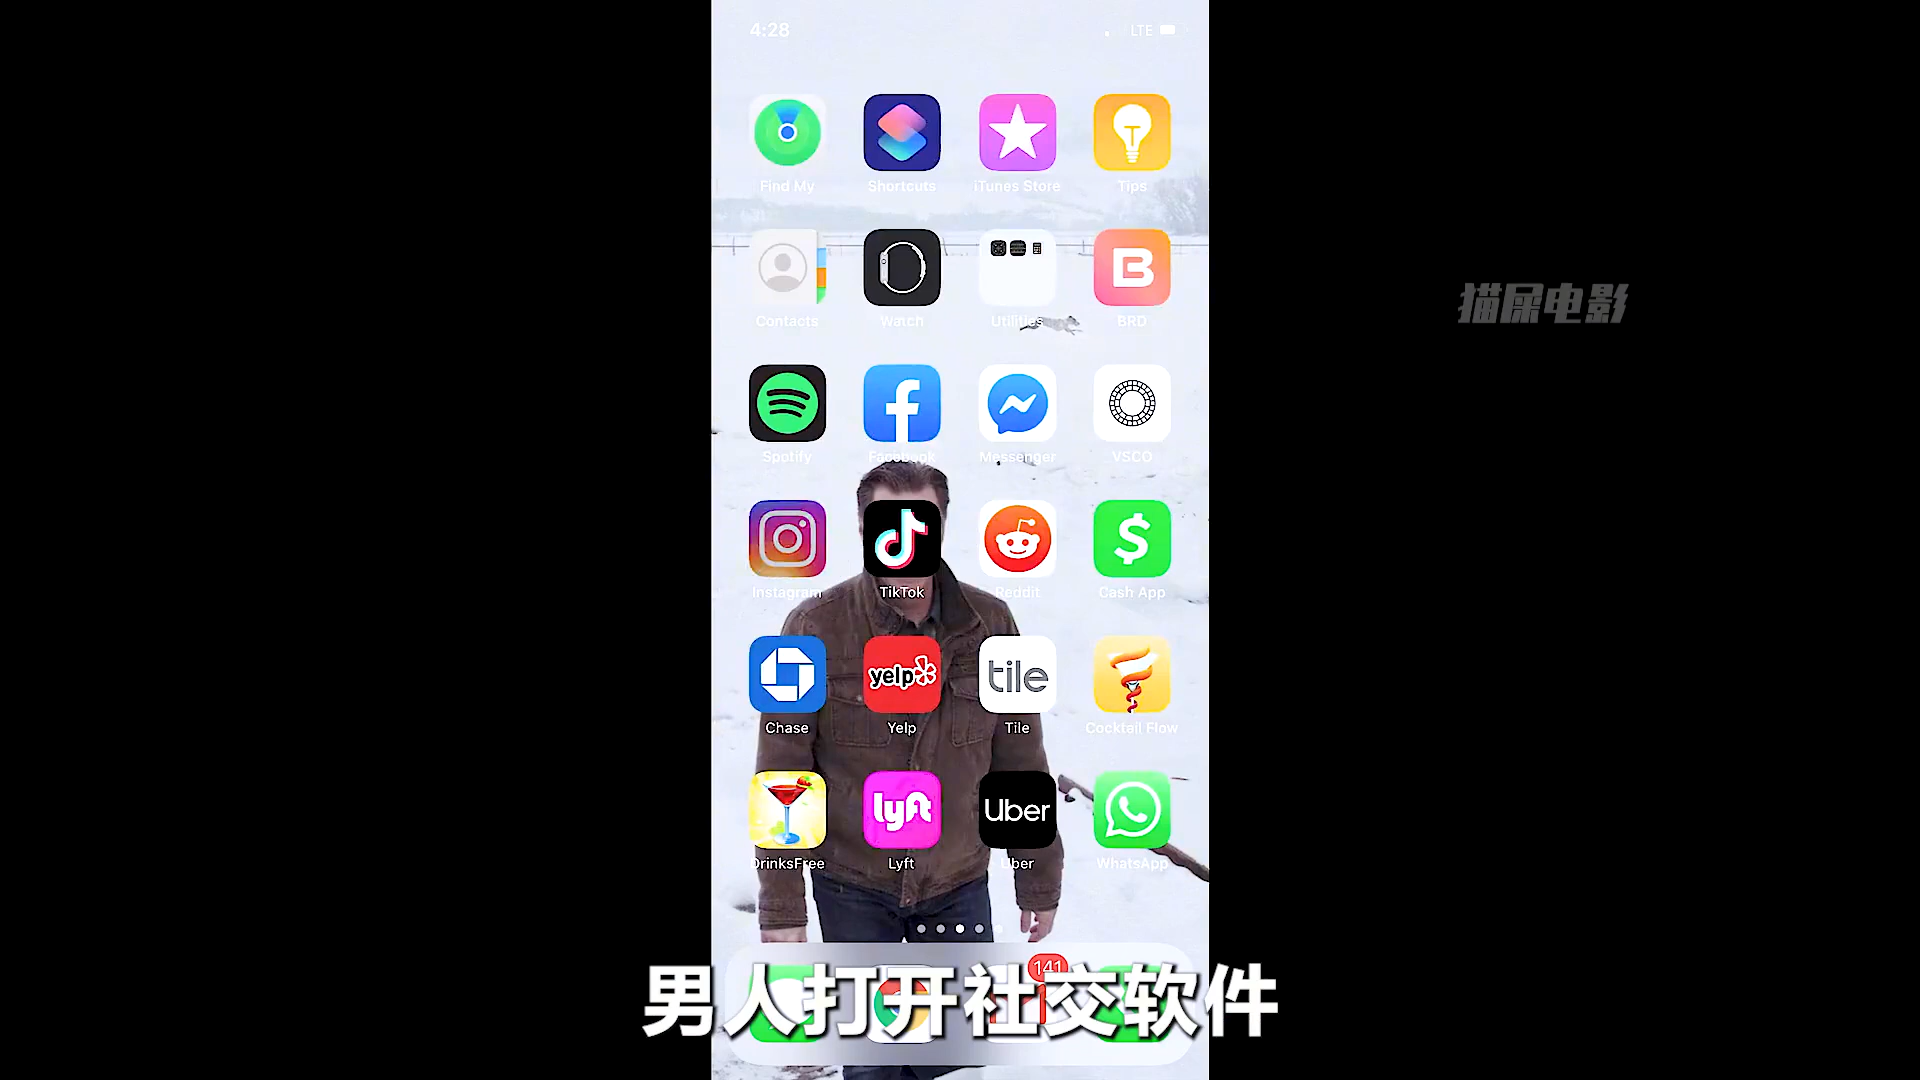 4:28
LTE
Find My
Shortcuts
iTunes Store
Tips
Contacts
Watch
Utilities
BRD
猫屎电影
Spotify
Facebook
Messenger
VSCO
Instagram
TikTok
Reddit
Cash App
yelp
tile
Chase
Yelp
Tile
Cocktail Flow
lyft
Uber
DrinksFree
Lyft
Uber
WhatsApp
141
男人打开社交软件